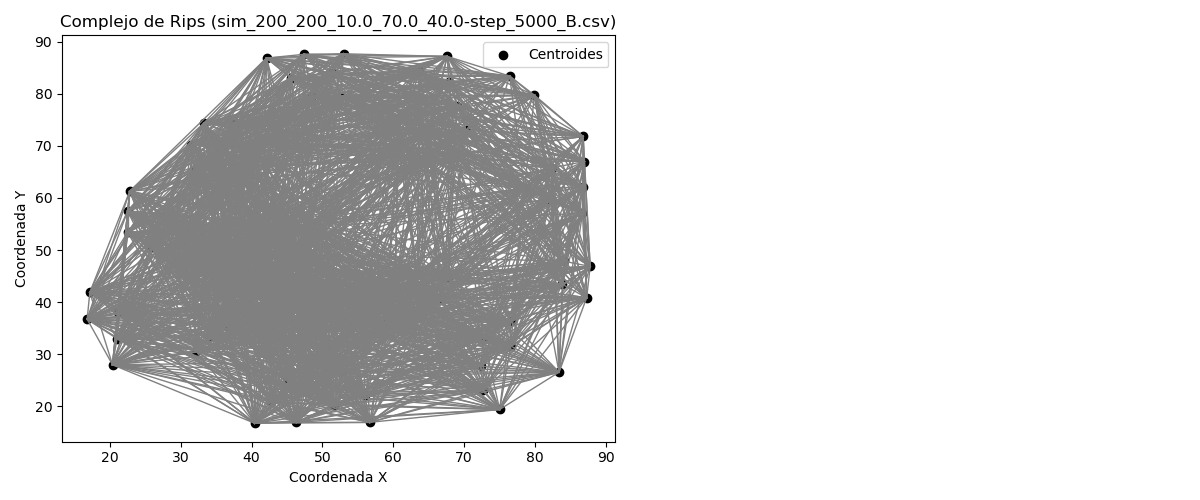 Complejo de Rips (sim_200_200_10.0_70.0_40.0-step_5000_B.csv)
Centroides
90
80
70
60
50
40
30
20
Coordenada Y
20 30 40 50 60 70 80 90
Coordenada X